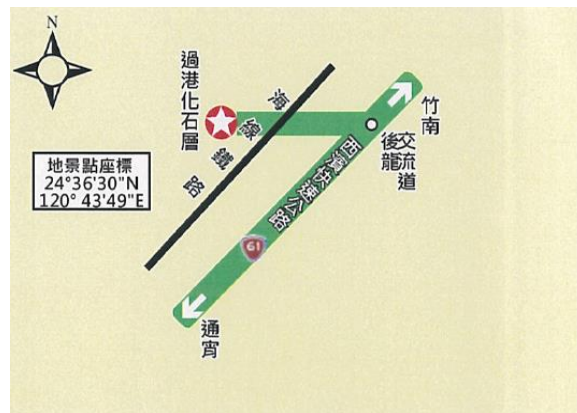 N
過港化石層
海線鐵路
竹南
後龍
交流道
西濱快速公路
地景點座標
24°36'30"N
120° 43'49"E
61
通宵